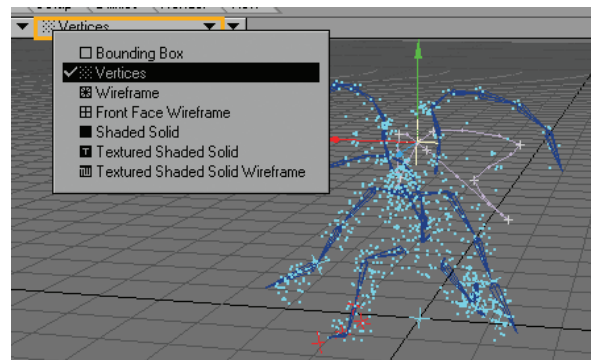 Vertices
Bounding Box
Vertices
Wireframe
Front Face Wireframe
Shaded Solid
Textured Shaded Solid
Textured Shaded Solid Wireframe